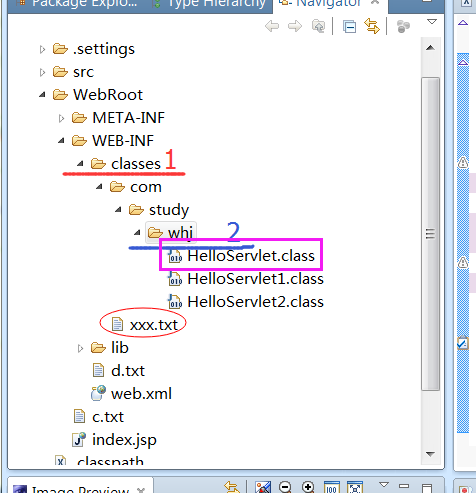 Package Explo...
Type Hierarchy
Navigator
.settings
src
WebRoot
META-INF
WEB-INF
classes 1
com
study
whj 2
HelloServlet.class
HelloServlet1.class
HelloServlet2.class
xxx.txt
lib
d.txt
web.xml
c.txt
index.jsp
.classpath
Image Preview